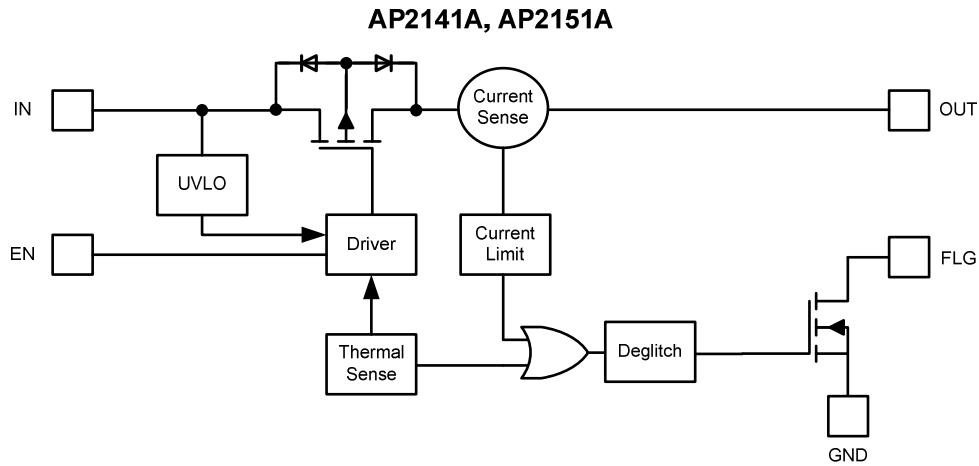 AP2141A, AP2151A
IN
Current
Sense
OUT
UVLO
EN
Driver
Current
Limit
FLG
Thermal
Sense
Deglitch
GND